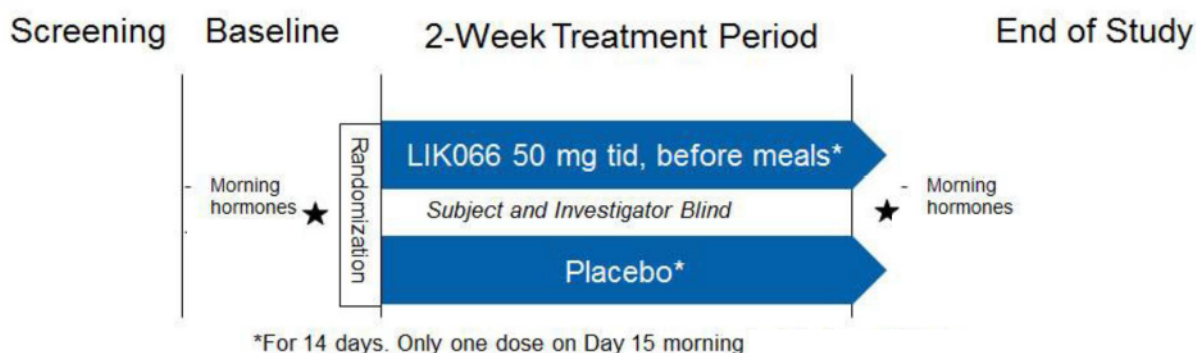 Screening Baseline 2-Week Treatment Period End of Study
Randomization
LIK066 50 mg tid, before meals*
- Morning
hormones
Subject and Investigator Blind
- Morning
hormones
Placebo*
*For 14 days. Only one dose on Day 15 morning